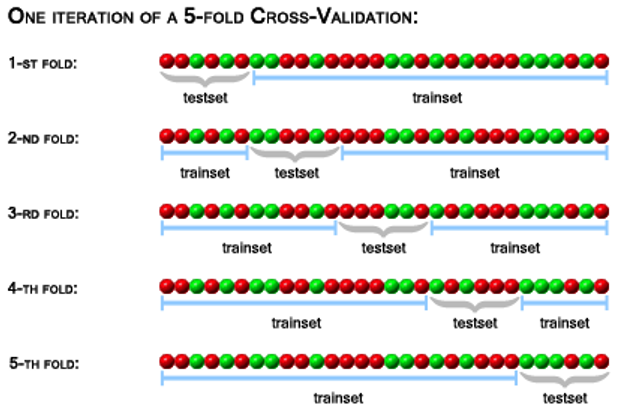 One iteration of a 5-fold Cross-Validation:
1-st fold:
testset trainset
2-nd fold:
trainset testset trainset
3-rd fold:
trainset testset trainset
4-th fold:
trainset testset trainset
5-th fold:
trainset testset